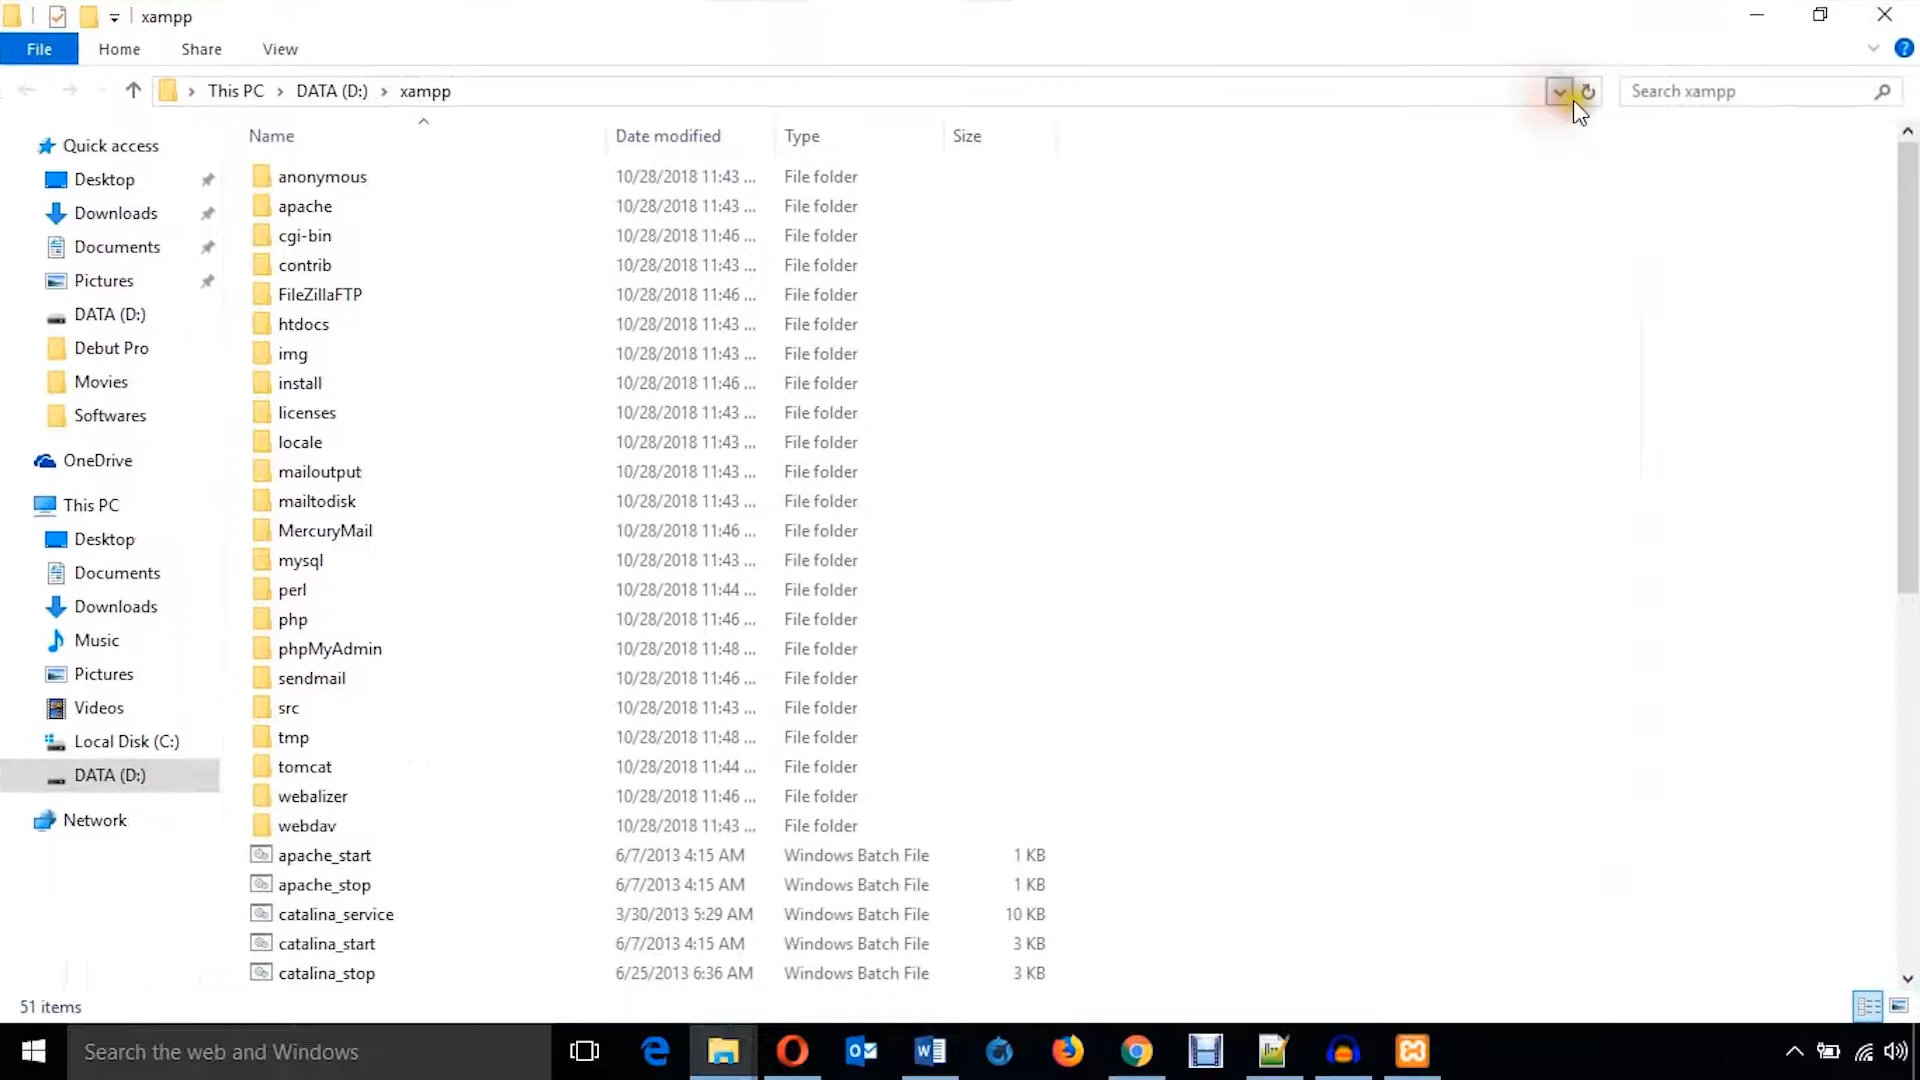 xampp
File Home Share View
This PC DATA (D:) xampp Search xampp
Name Date modified Type Size
Quick access
Desktop
Downloads
Documents
Pictures
DATA (D:)
Debut Pro
Movies
Softwares
OneDrive
This PC
Desktop
Documents
Downloads
Music
Pictures
Videos
Local Disk (C:)
DATA (D:)
Network
anonymous 10/28/2018 11:43 ... File folder
apache 10/28/2018 11:43 ... File folder
cgi-bin 10/28/2018 11:46 ... File folder
contrib 10/28/2018 11:43 ... File folder
FileZillaFTP 10/28/2018 11:46 ... File folder
htdocs 10/28/2018 11:43 ... File folder
img 10/28/2018 11:43 ... File folder
install 10/28/2018 11:46 ... File folder
licenses 10/28/2018 11:43 ... File folder
locale 10/28/2018 11:43 ... File folder
mailoutput 10/28/2018 11:43 ... File folder
mailtodisk 10/28/2018 11:43 ... File folder
MercuryMail 10/28/2018 11:46 ... File folder
mysql 10/28/2018 11:43 ... File folder
perl 10/28/2018 11:44 ... File folder
php 10/28/2018 11:46 ... File folder
phpMyAdmin 10/28/2018 11:48 ... File folder
sendmail 10/28/2018 11:46 ... File folder
src 10/28/2018 11:43 ... File folder
tmp 10/28/2018 11:48 ... File folder
tomcat 10/28/2018 11:44 ... File folder
webalizer 10/28/2018 11:46 ... File folder
webdav 10/28/2018 11:43 ... File folder
apache_start 6/7/2013 4:15 AM Windows Batch File 1 KB
apache_stop 6/7/2013 4:15 AM Windows Batch File 1 KB
catalina_service 3/30/2013 5:29 AM Windows Batch File 10 KB
catalina_start 6/7/2013 4:15 AM Windows Batch File 3 KB
catalina_stop 6/25/2013 6:36 AM Windows Batch File 3 KB
51 items
Search the web and Windows